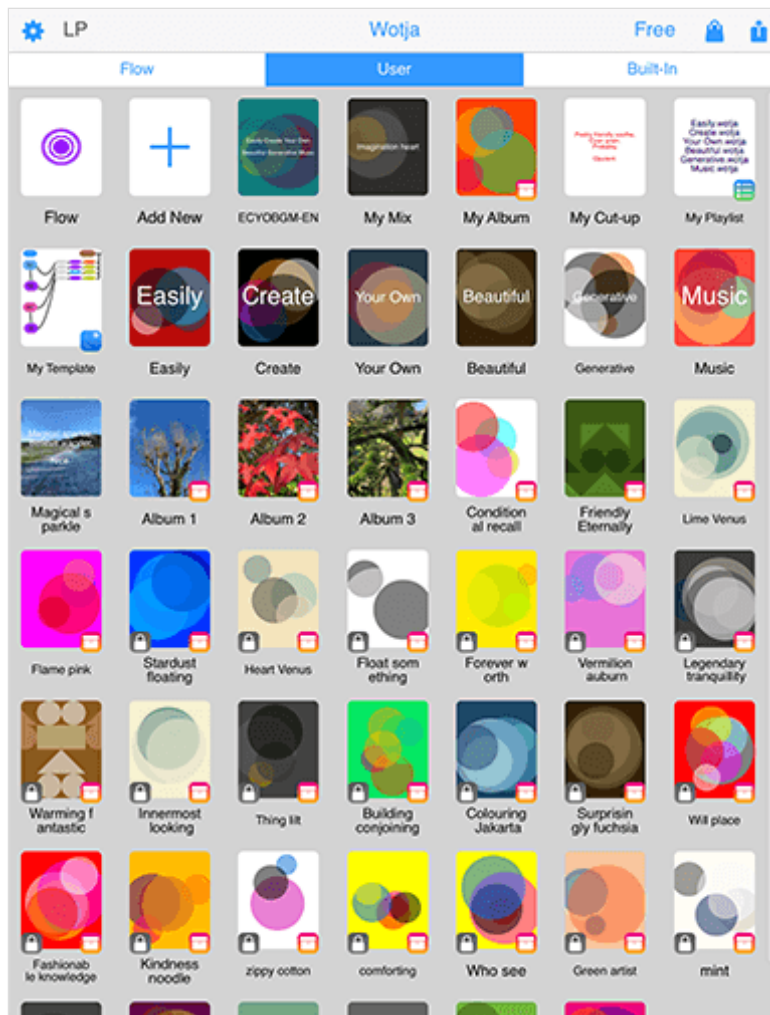 LP
Wotja
Free
Flow
User
Built-In
Easily Create Your Own
Beautiful Generative Music
Imagination heart
Easily.wotja
Create.wotja
Your Own.wotja
Beautiful.wotja
Generative.wotja
Music.wotja
Flow
Add New
ECYOBGM-EN
My Mix
My Album
My Cut-up
My Playlist
Easily
Create
Your Own
Beautiful
Generative
Music
My Template
Easily
Create
Your Own
Beautiful
Generative
Music
Magical s
parkle
Album 1
Album 2
Album 3
Condition
al recall
Friendly
Eternally
Lime Venus
Flame pink
Stardust
floating
Heart Venus
Float som
ething
Forever w
orth
Vermilion
auburn
Legendary
tranquillity
Warming f
antastic
Innermost
looking
Thing lilt
Building
conjoining
Colouring
Jakarta
Surprisin
gly fuchsia
Will place
Fashionab
le knowledge
Kindness
noodle
zippy cotton
comforting
Who see
Green artist
mint